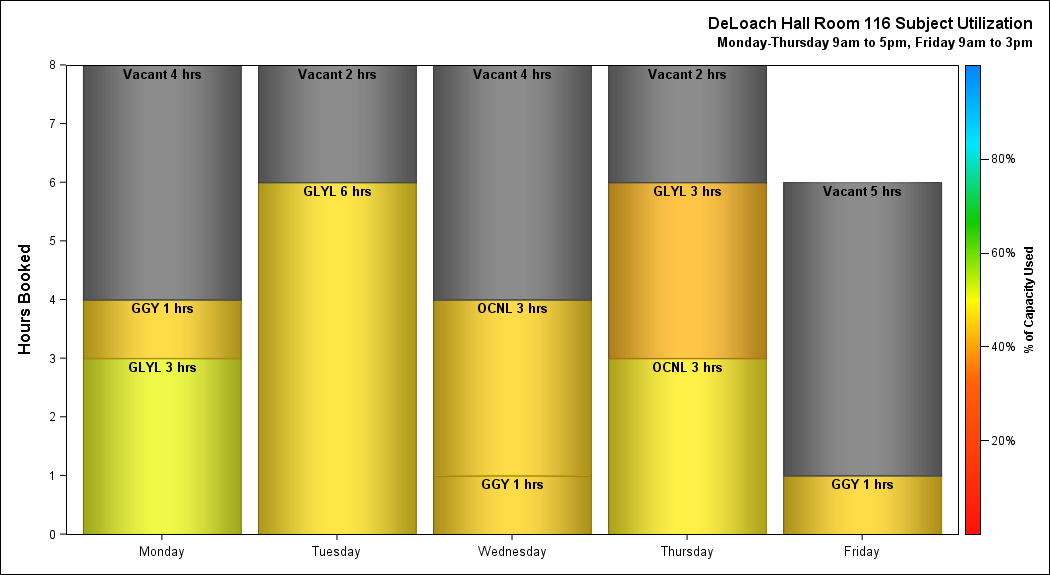 DeLoach Hall Room 116 Subject Utilization
Monday-Thursday 9am to 5pm, Friday 9am to 3pm
Hours Booked
8
7
6
5
4
3
2
1
0
Vacant 4 hrs
GGY 1 hrs
GLYL 3 hrs
Vacant 2 hrs
GLYL 6 hrs
Vacant 4 hrs
OCNL 3 hrs
GGY 1 hrs
Vacant 2 hrs
GLYL 3 hrs
OCNL 3 hrs
Vacant 5 hrs
GGY 1 hrs
Monday
Tuesday
Wednesday
Thursday
Friday
80%
60%
40%
20%
% of Capacity Used